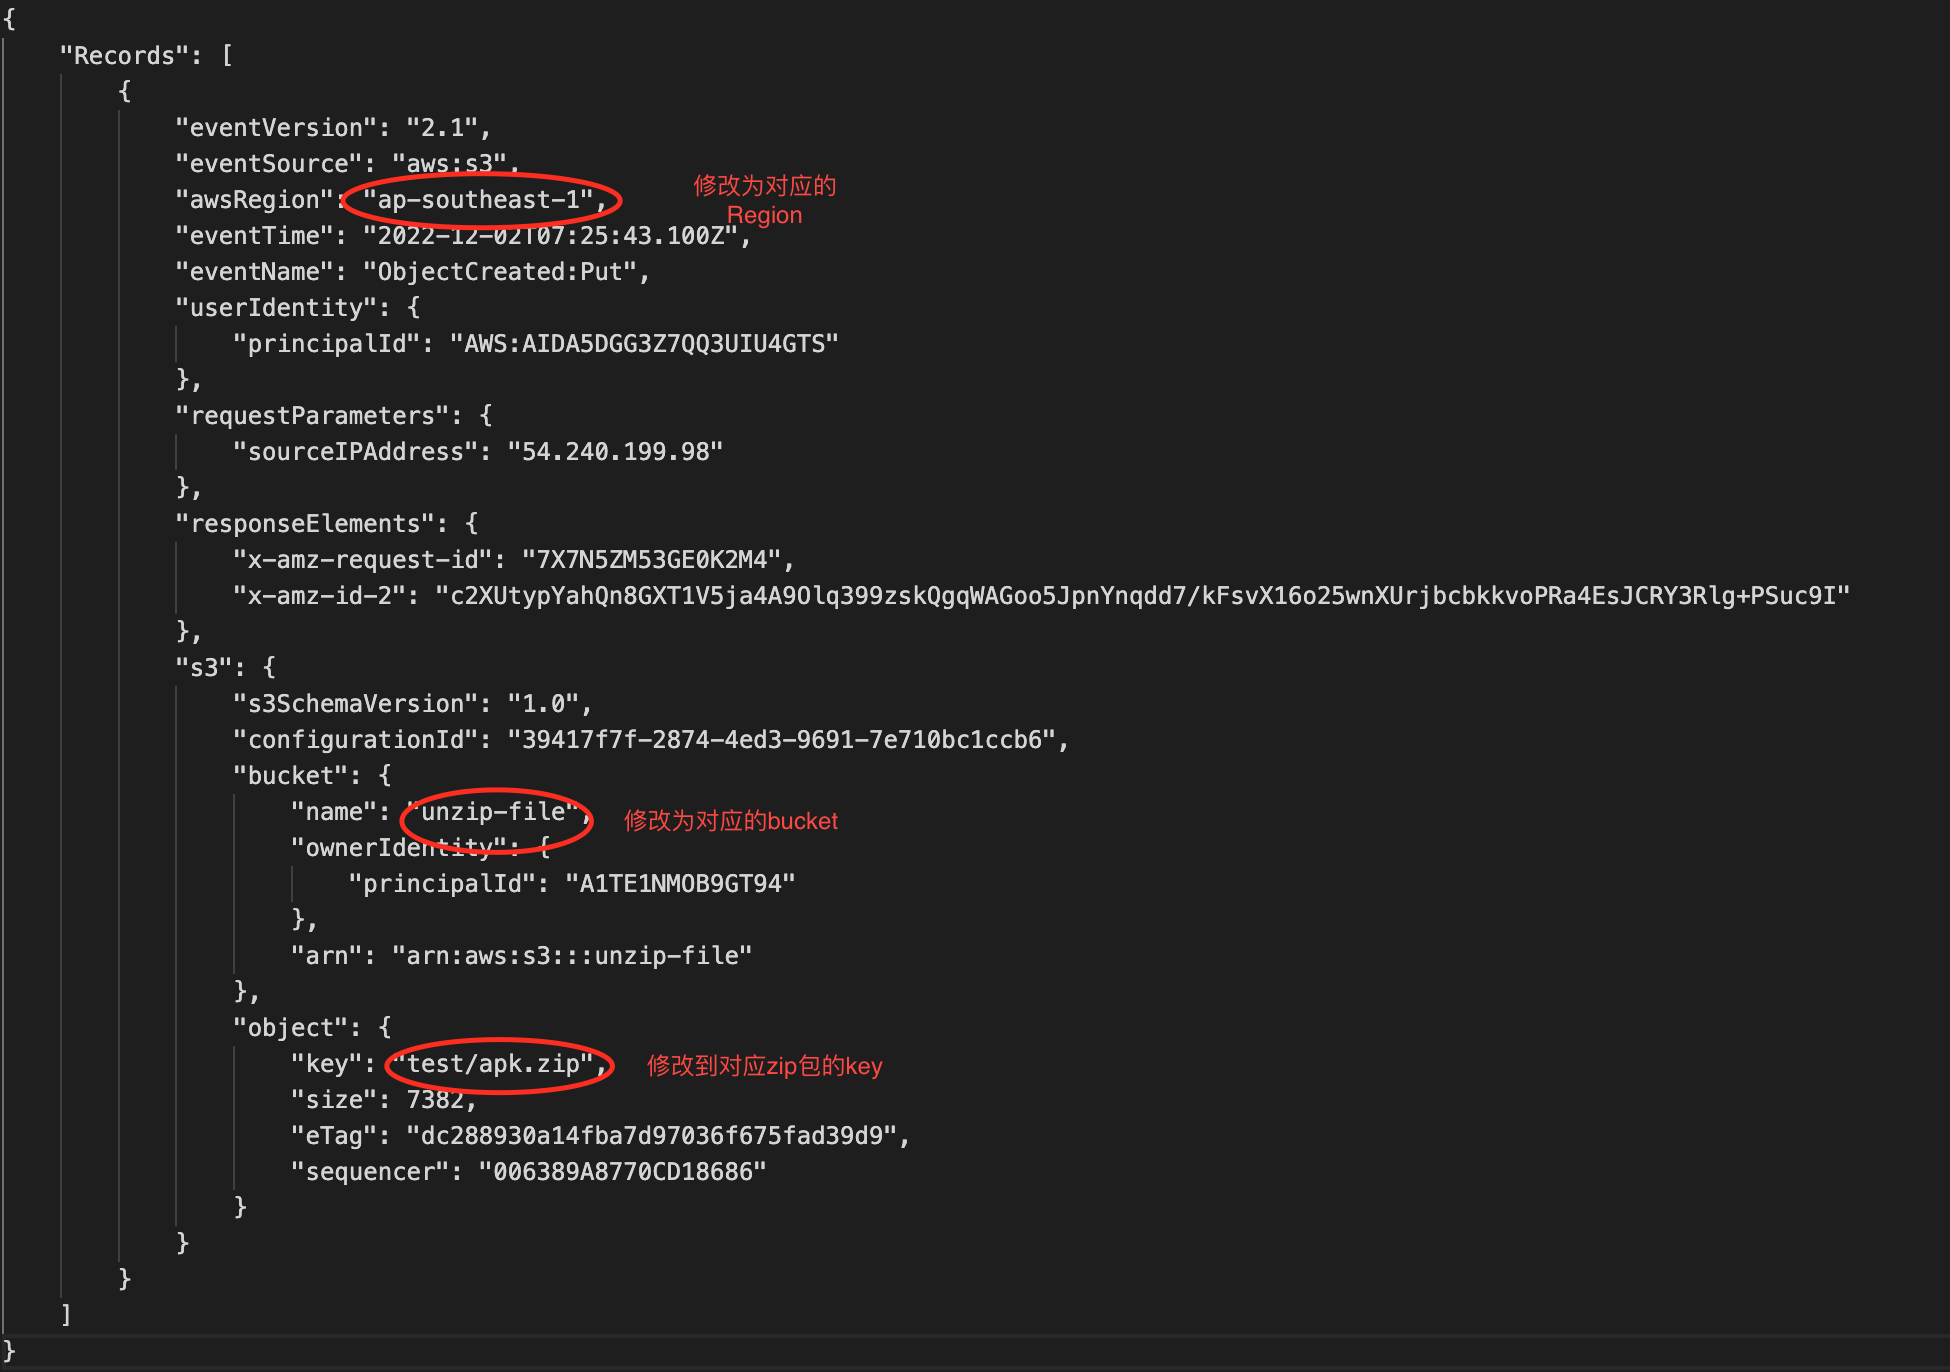 {
"Records": [
{
"eventVersion": "2.1",
"eventSource": "aws:s3",
"awsRegion": "ap-southeast-1",
修改为对应的
Region
"eventTime": "2022-12-02T07:25:43.100Z",
"eventName": "ObjectCreated:Put",
"userIdentity": {
"principalId": "AWS:AIDA5DGG3Z7QQ3UIU4GTS"
},
"requestParameters": {
"sourceIPAddress": "54.240.199.98"
},
"responseElements": {
"x-amz-request-id": "7X7N5ZM53GE0K2M4",
"x-amz-id-2": "c2XUtypYahQn8GXT1V5ja4A9Olq399zskQgqWAGoo5JpnYnqdd7/kFsvX16o25wnXUrjbcbkkvoPRa4EsJCRY3Rlg+PSuc9I"
},
"s3": {
"s3SchemaVersion": "1.0",
"configurationId": "39417f7f-2874-4ed3-9691-7e710bc1ccb6",
"bucket": {
"name": "unzip-file", 修改为对应的bucket
"ownerIdentity": {
"principalId": "A1TE1NMOB9GT94"
},
"arn": "arn:aws:s3:::unzip-file"
},
"object": {
"key": "test/apk.zip", 修改到对应zip包的key
"size": 7382,
"eTag": "dc288930a14fba7d97036f675fad39d9",
"sequencer": "006389A8770CD18686"
}
}
}
]
}